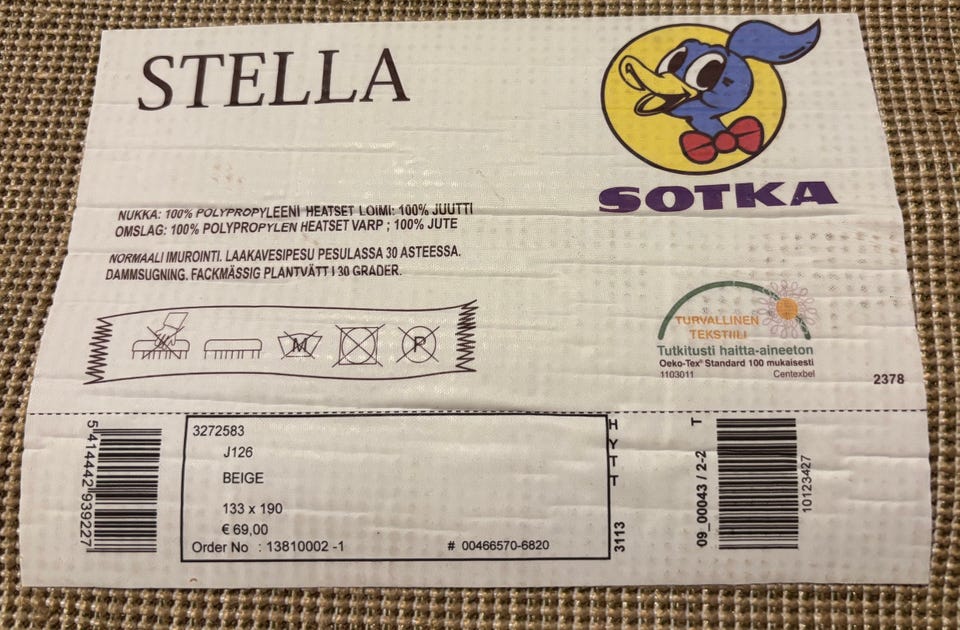 STELLA
SOTKA
NUKKA: 100% POLYPROPYLEENI HEATSET LOIMI: 100% JUUTTI
OMSLAG: 100% POLYPROPYLEN HEATSET VARP ; 100% JUTE
NORMAALI IMUROINTI. LAAKAVESIPESU PESULASSA 30 ASTEESSA.
DAMMSUGNING. FACKMÄSSIG PLANTVÄTT I 30 GRADER.
M
P
TURVALLINEN
TEKSTIILI
Tutkitusti haitta-aineeton
Oeko-Tex® Standard 100 mukaisesti
1103011 Centexbel
2378
5 414442 939227
3272583
J126
BEIGE
133 x 190
€ 69,00
Order No : 13810002 -1 # 00466570-6820
HYTT
3113
09_00043 / 2-2 T
10123427